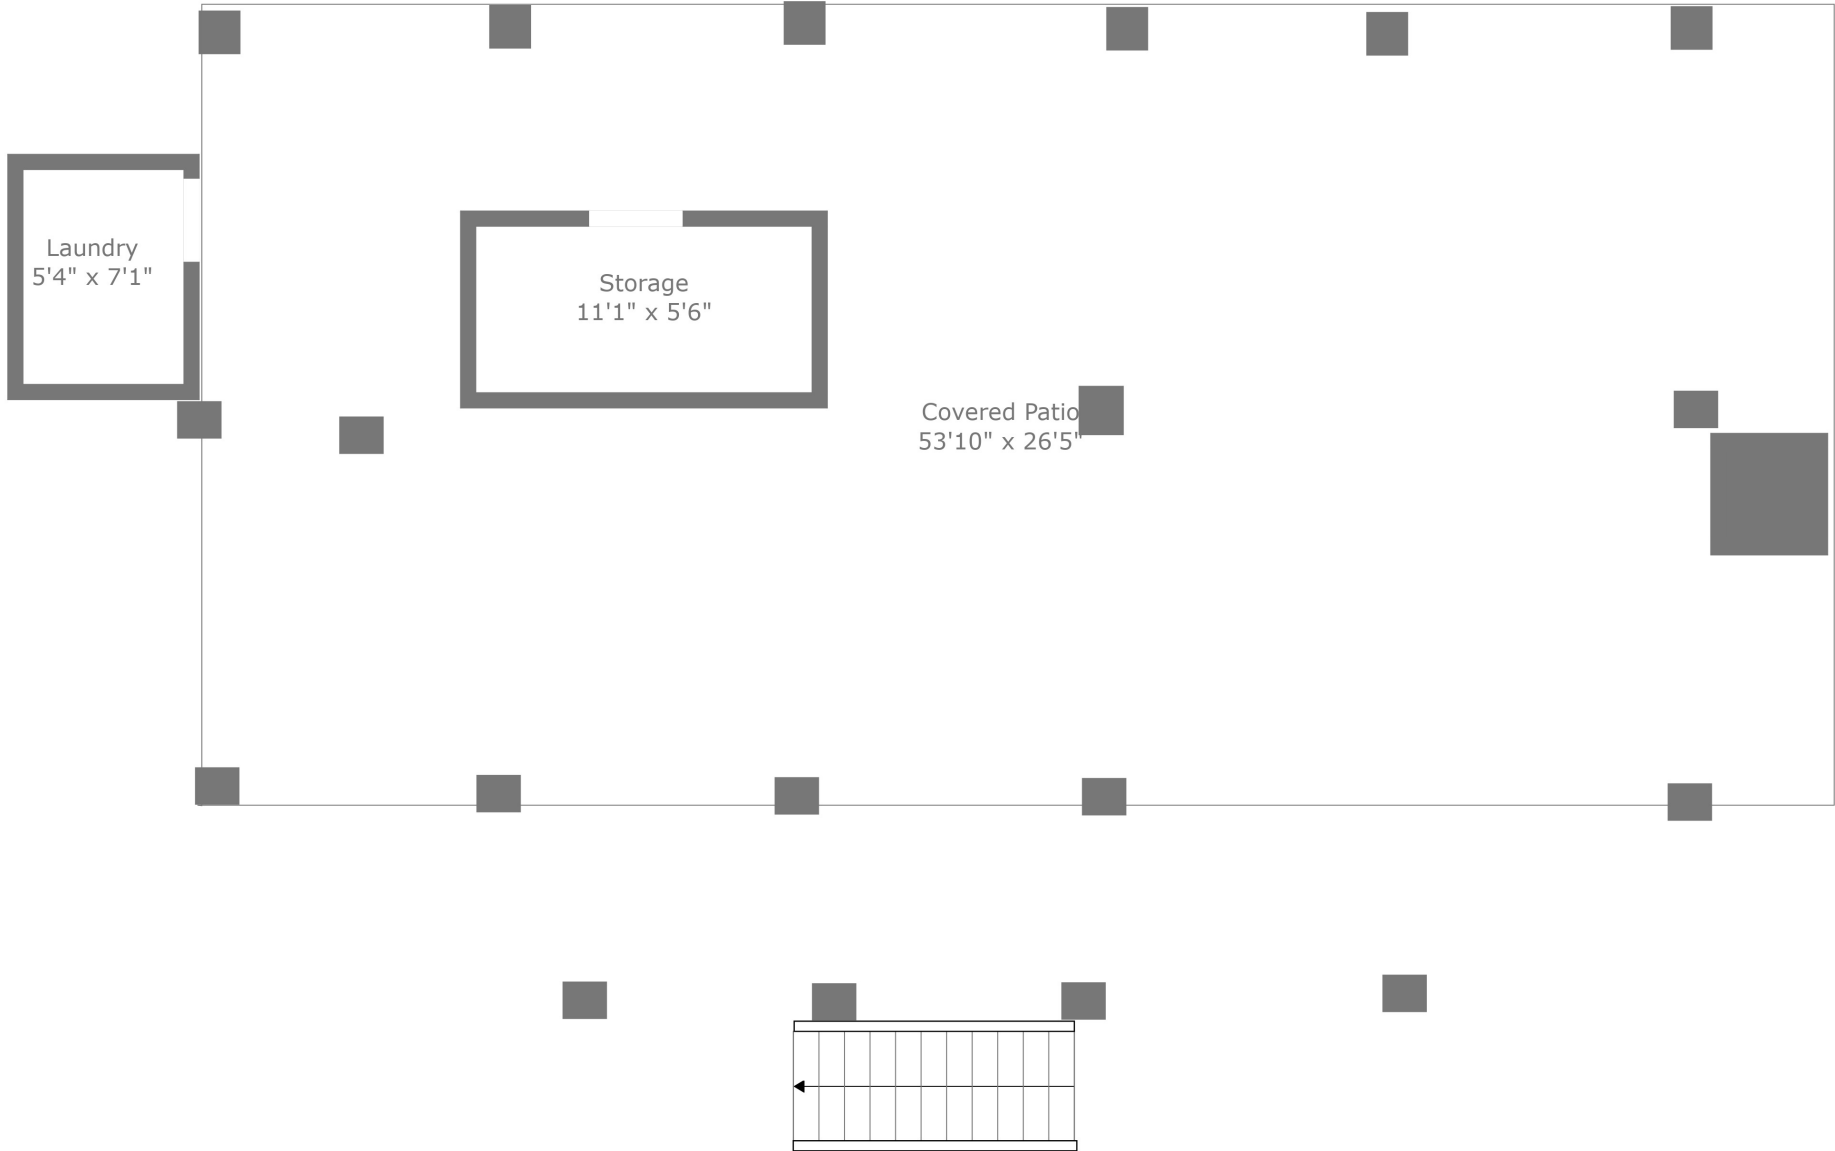 Laundry
5'4" x 7'1"
Storage
11'1" x 5'6"
Covered Patio
53'10" x 26'5"